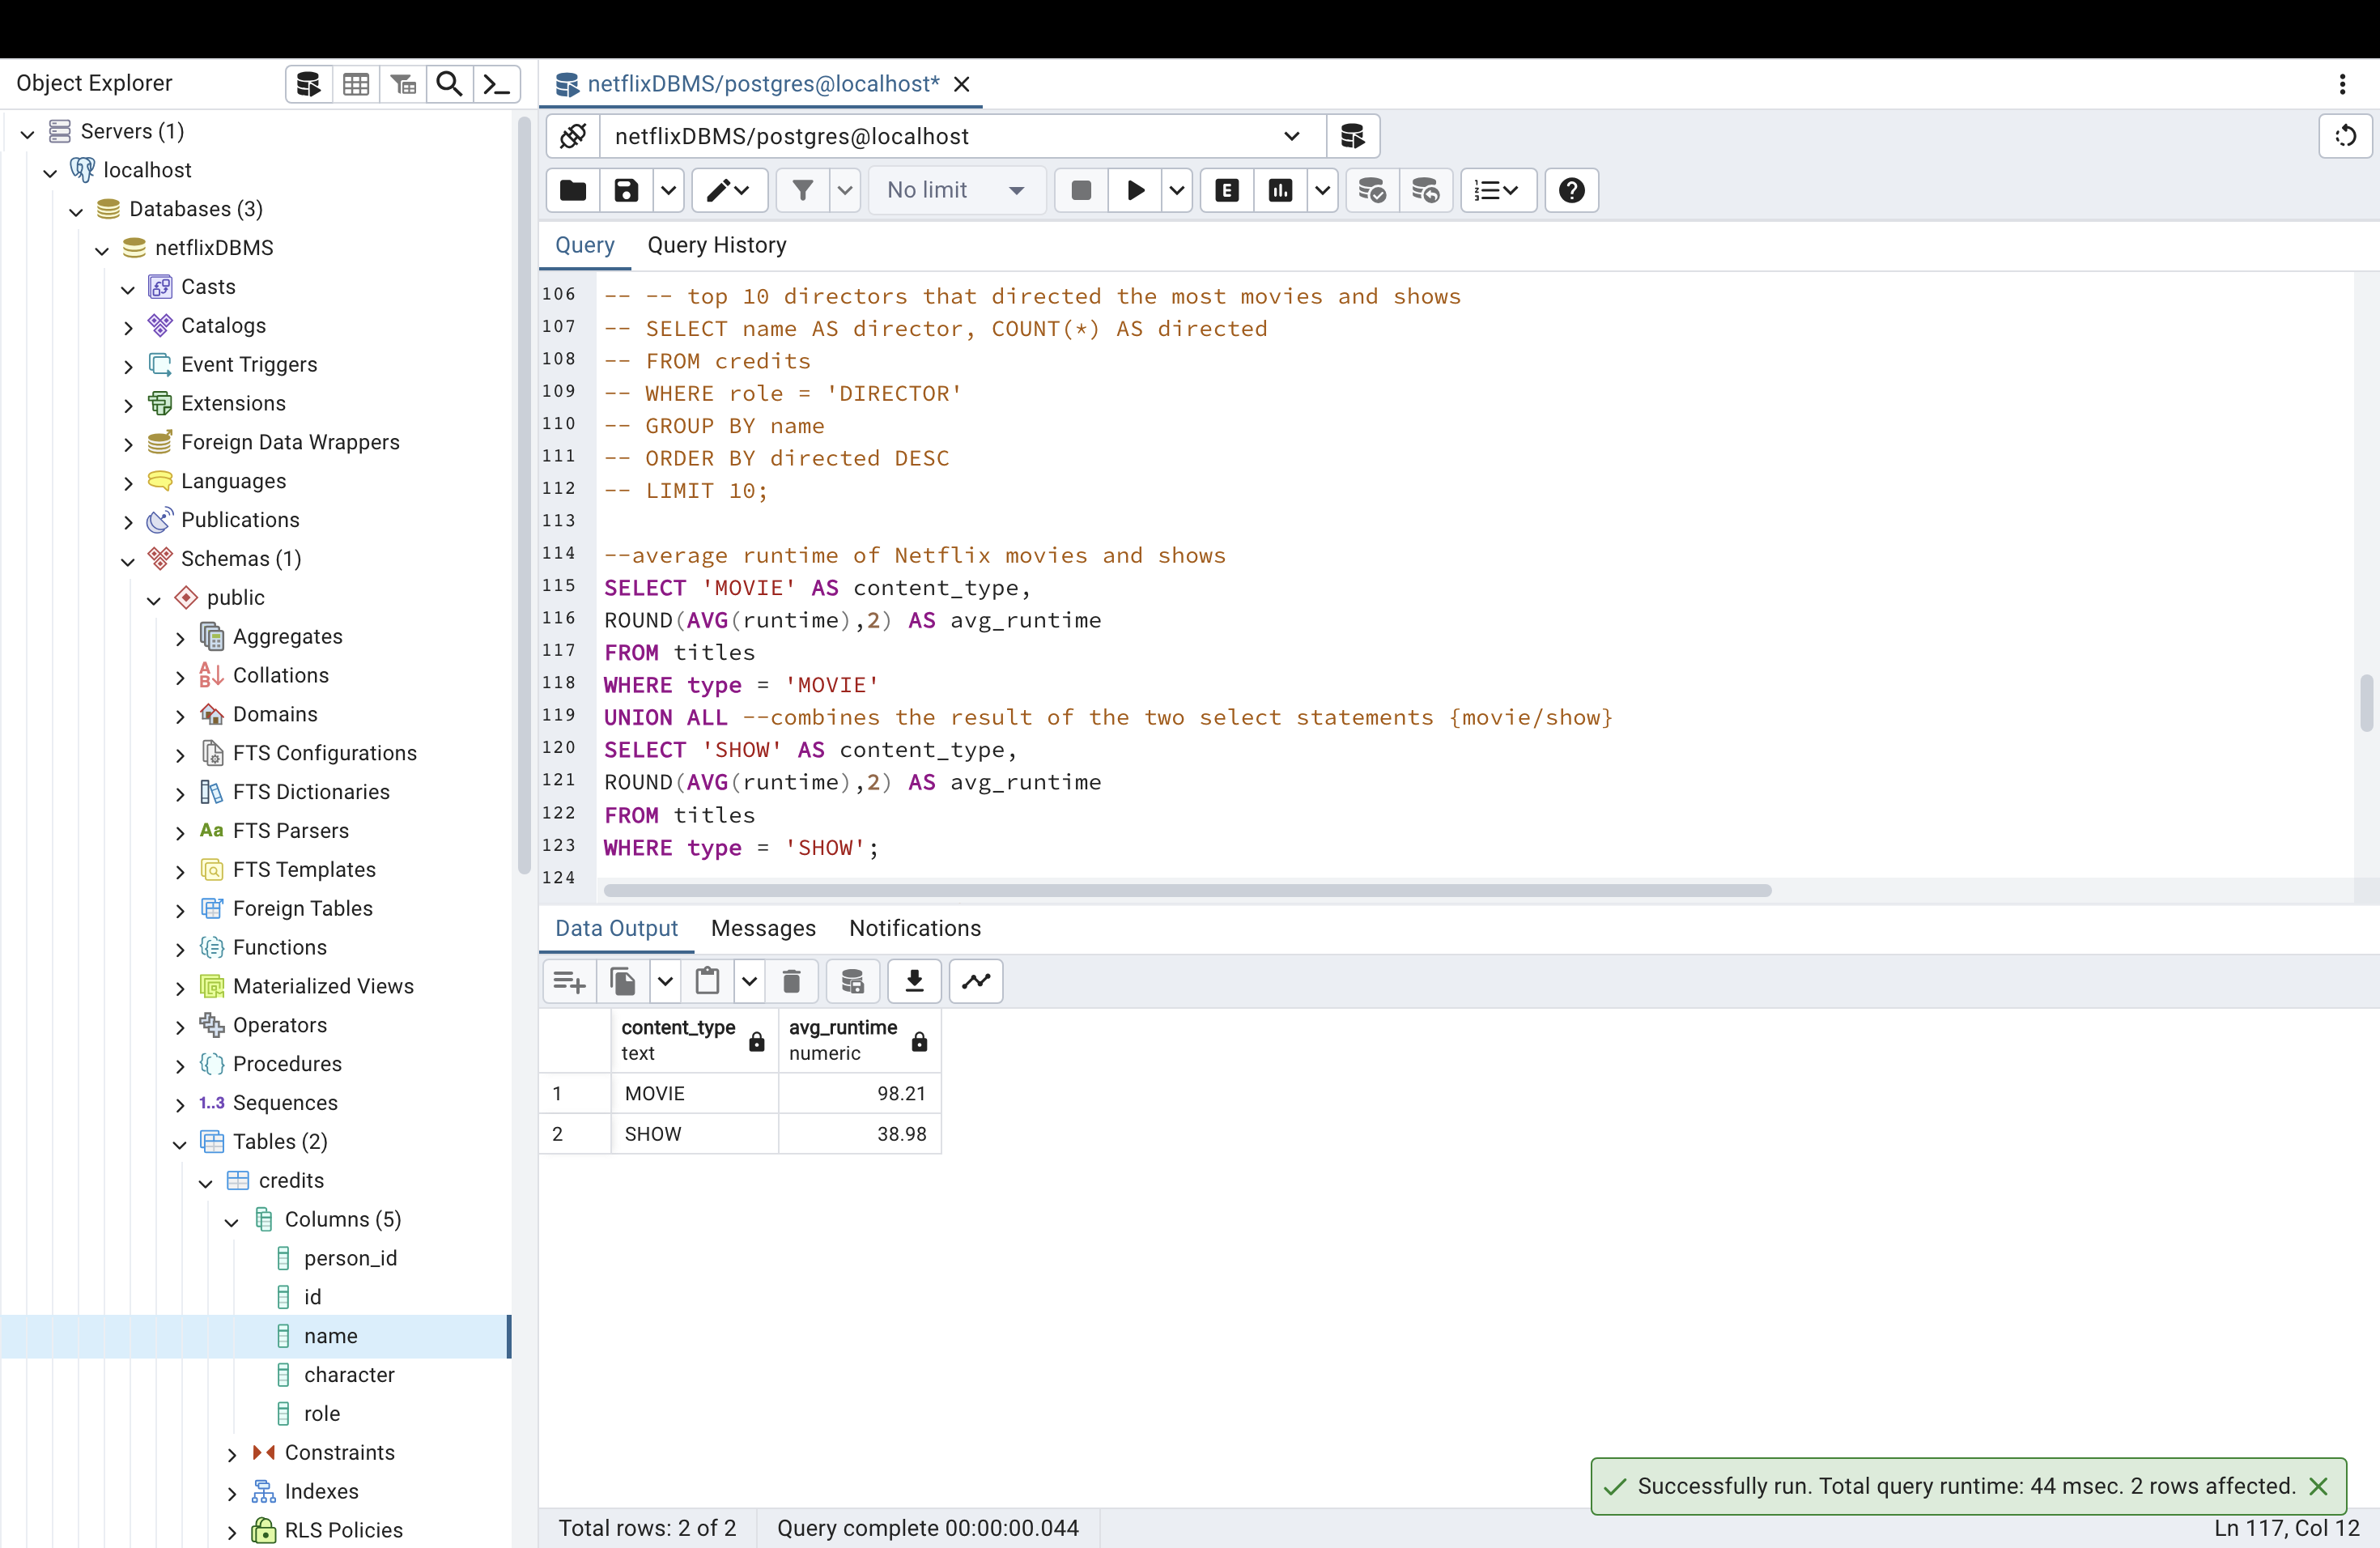 Object Explorer
Servers (1)
localhost
Databases (3)
netflixDBMS
Casts
Catalogs
Event Triggers
Extensions
Foreign Data Wrappers
Languages
Publications
Schemas (1)
public
Aggregates
Collations
Domains
FTS Configurations
FTS Dictionaries
Aa FTS Parsers
FTS Templates
Foreign Tables
Functions
Materialized Views
Operators
Procedures
1..3 Sequences
Tables (2)
credits
Columns (5)
person_id
id
name
character
role
Constraints
Indexes
RLS Policies
netflixDBMS/postgres@localhost*
netflixDBMS/postgres@localhost
No limit
E
Query Query History
106 -- -- top 10 directors that directed the most movies and shows
107 -- SELECT name AS director, COUNT(*) AS directed
108 -- FROM credits
109 -- WHERE role = 'DIRECTOR'
110 -- GROUP BY name
111 -- ORDER BY directed DESC
112 -- LIMIT 10;
113
114 --average runtime of Netflix movies and shows
115 SELECT 'MOVIE' AS content_type,
116 ROUND(AVG(runtime),2) AS avg_runtime
117 FROM titles
118 WHERE type = 'MOVIE'
119 UNION ALL --combines the result of the two select statements {movie/show}
120 SELECT 'SHOW' AS content_type,
121 ROUND(AVG(runtime),2) AS avg_runtime
122 FROM titles
123 WHERE type = 'SHOW';
124
Data Output Messages Notifications
content_type avg_runtime
text numeric
1 MOVIE 98.21
2 SHOW 38.98
Successfully run. Total query runtime: 44 msec. 2 rows affected.
Total rows: 2 of 2 Query complete 00:00:00.044 Ln 117, Col 12